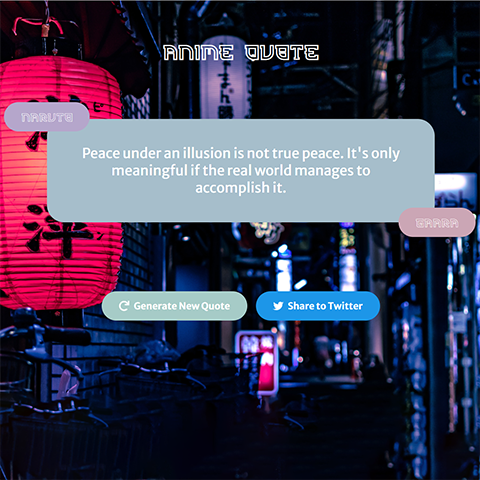 ANIME QUOTE
NARUTO
Peace under an illusion is not true peace. It's only
meaningful if the real world manages to
accomplish it.
Generate New Quote
Share to Twitter